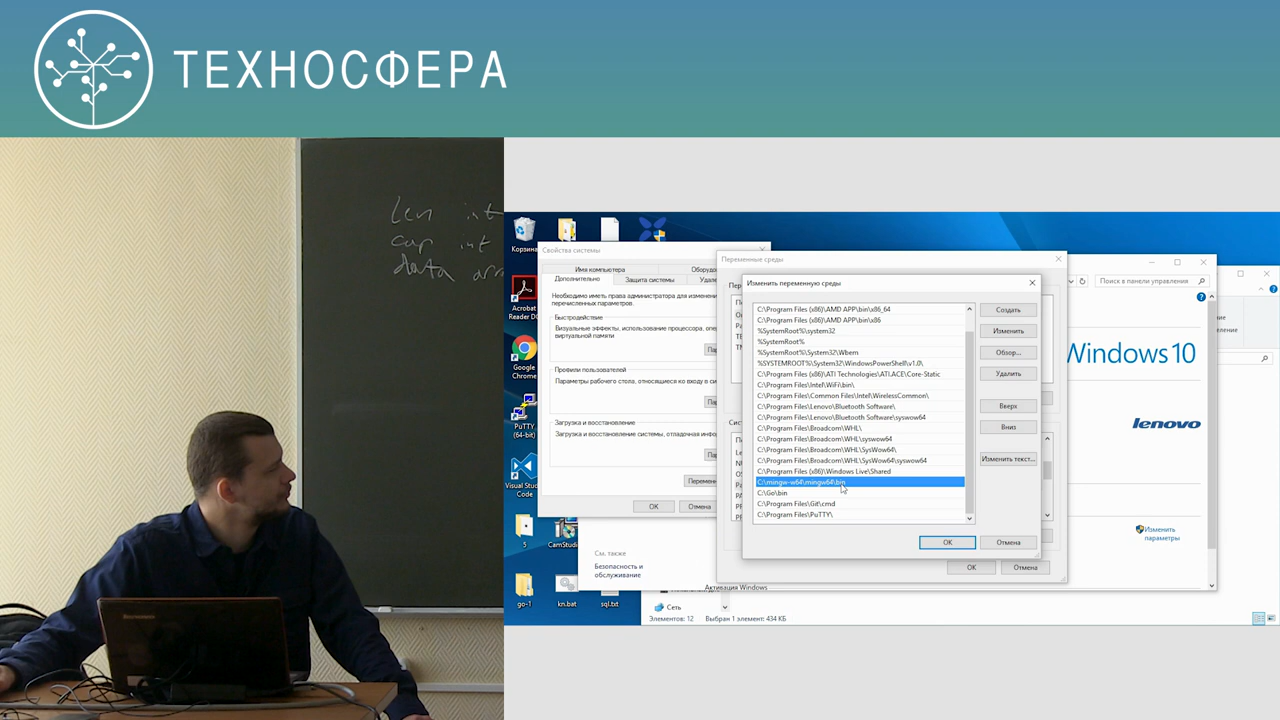 ТЕХНОСФЕРА
len int
cap int
data
Корзина
Acrobat
Reader DC
Google
Chrome
PuTTY
(64-bit)
Visual Studio
Code
5
CamStudio
go-1
kn.bat
sql.txt
Свойства системы
Имя компьютера
Дополнительно
Защита системы
Необходимо иметь права администратора для изменения
перечисленных параметров.
Быстродействие
Визуальные эффекты, использование процессора,
виртуальной памяти
Профили пользователей
Параметры рабочего стола, относящиеся ко входу в
Загрузка и восстановление
Загрузка и восстановление системы, отладочная
OK
Отмена
Переменные среды
Изменить переменную среды
C:\Program Files (x86)\AMD APP\bin\x86_64
C:\Program Files (x86)\AMD APP\bin\x86
%SystemRoot%\system32
%SystemRoot%
%SystemRoot%\System32\Wbem
%SYSTEMROOT%\System32\WindowsPowerShell\v1.0\
C:\Program Files (x86)\ATI Technologies\ATI.ACE\Core-Static
C:\Program Files\Intel\WiFi\bin\
C:\Program Files\Common Files\Intel\WirelessCommon\
C:\Program Files\Lenovo\Bluetooth Software\
C:\Program Files\Lenovo\Bluetooth Software\syswow64
C:\Program Files\Broadcom\WHL\
C:\Program Files\Broadcom\WHL\syswow64
C:\Program Files\Broadcom\WHL\SysWow64\
C:\Program Files\Broadcom\WHL\SysWow64\syswow64
C:\Program Files (x86)\Windows Live\Shared
C:\mingw-w64\mingw64\bin
C:\Go\bin
C:\Program Files\Git\cmd
C:\Program Files\PuTTY\
Создать
Изменить
Обзор...
Удалить
Вверх
Вниз
Изменить текст...
OK
Отмена
OK
Отмена
Поиск в панели управления
Windows 10
lenovo
Изменить
параметры
См. также
Безопасность и
обслуживание
Активация Windows
Сеть
Элементов: 12
Выбран 1 элемент: 434 КБ